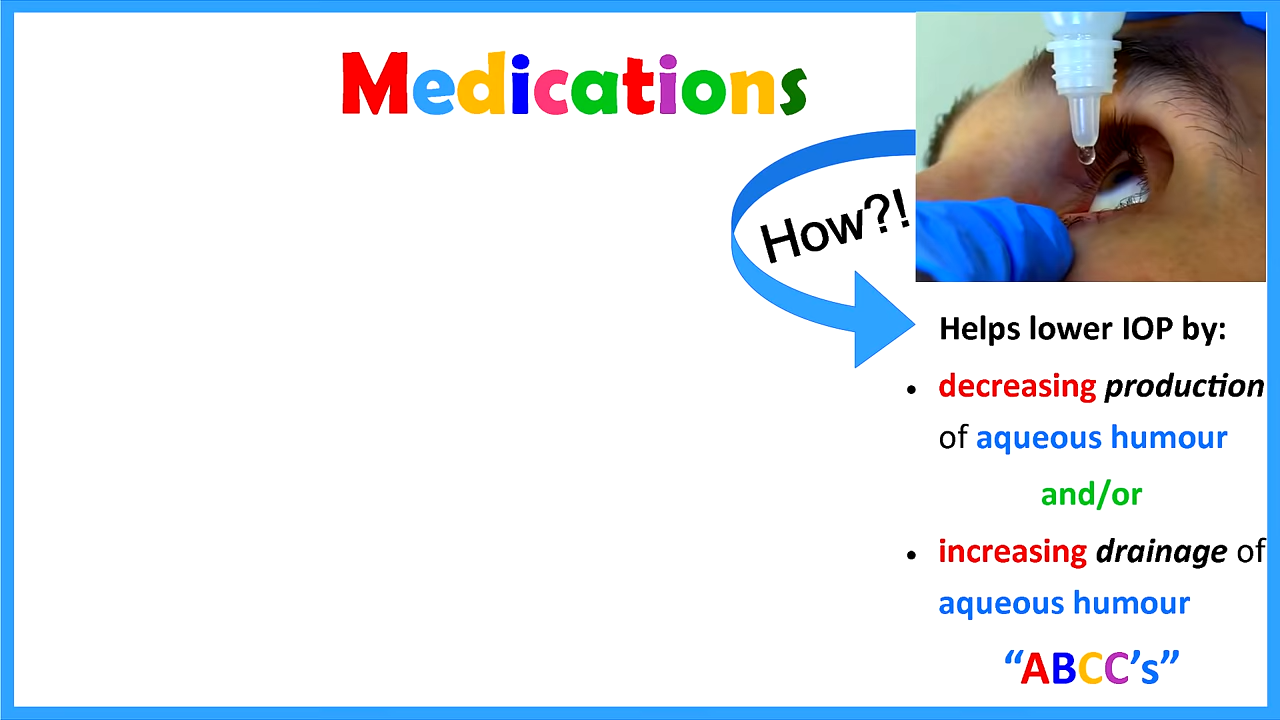 Medications
How?!
Helps lower IOP by:
• decreasing production
of aqueous humour
and/or
• increasing drainage of
aqueous humour
“ABCC’s”